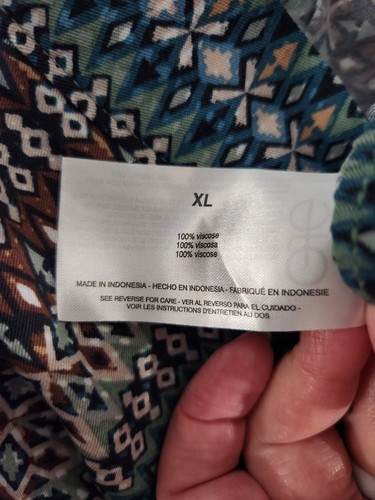 XL
100% viscose
100% viscosa
100% viscose
MADE IN INDONESIA - HECHO EN INDONESIA - FABRIQUÉ EN INDONESIE
SEE REVERSE FOR CARE - VER AL REVERSO PARA EL CUIDADO -
VOIR LES INSTRUCTIONS D'ENTRETIEN AU DOS